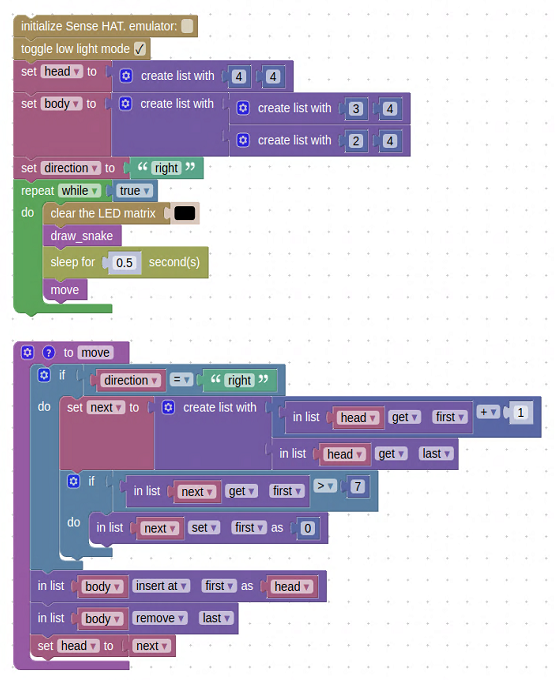 initialize Sense HAT. emulator:
toggle low light mode ✓
set head ▾ to create list with 4 4
set body ▾ to create list with create list with 3 4
create list with 2 4
set direction ▾ to “ right ”
repeat while ▾ true ▾
do clear the LED matrix
draw_snake
sleep for 0.5 second(s)
move
? to move
if direction ▾ = ▾ “ right ”
do set next ▾ to create list with in list head ▾ get ▾ first ▾ + ▾ 1
in list head ▾ get ▾ last ▾
if in list next ▾ get ▾ first ▾ > ▾ 7
do in list next ▾ set ▾ first ▾ as 0
in list body ▾ insert at ▾ first ▾ as head ▾
in list body ▾ remove ▾ last ▾
set head ▾ to next ▾